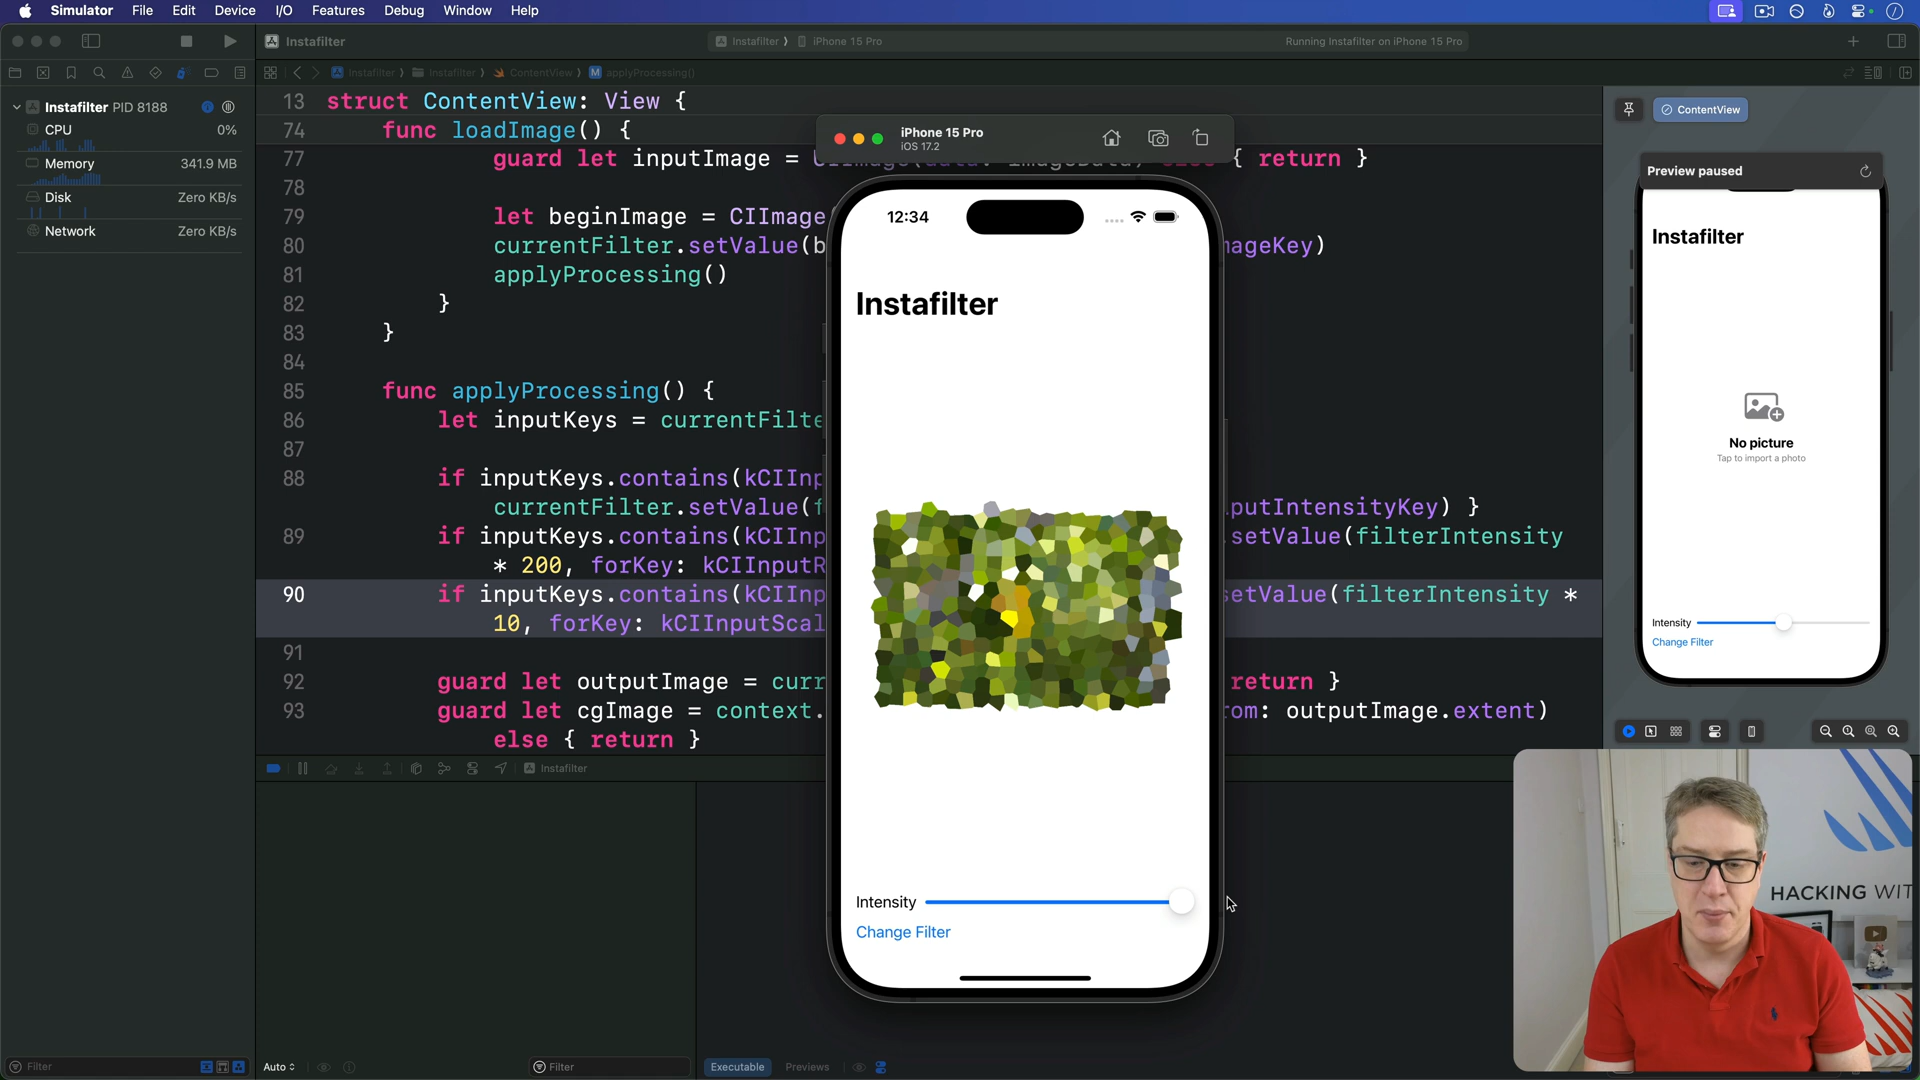 Simulator File Edit Device I/O Features Debug Window Help
Instafilter
Instafilter iPhone 15 Pro
Running Instafilter on iPhone 15 Pro
Instafilter Instafilter ContentView M applyProcessing()
Instafilter PID 8188
CPU 0%
Memory 341.9 MB
Disk Zero KB/s
Network Zero KB/s
13 struct ContentView: View {
74 func loadImage() {
77 guard let inputImage = { return }
78
79 let beginImage = CIImage
80 currentFilter.setValue(b ageKey)
81 applyProcessing()
82 }
83 }
84
85 func applyProcessing() {
86 let inputKeys = currentFilte
87
88 if inputKeys.contains(kCIInp
currentFilter.setValue(f putIntensityKey) }
89 if inputKeys.contains(kCIInp setValue(filterIntensity
* 200, forKey: kCIInputR
90 if inputKeys.contains(kCIInp setValue(filterIntensity *
10, forKey: kCIInputScal
91
92 guard let outputImage = curr return }
93 guard let cgImage = context. om: outputImage.extent)
else { return }
iPhone 15 Pro
iOS 17.2
12:34
Instafilter
Intensity
Change Filter
ContentView
Preview paused
Instafilter
No picture
Tap to import a photo
Intensity
Change Filter
Instafilter
HACKING WIT
Filter
Auto
Filter
Executable Previews